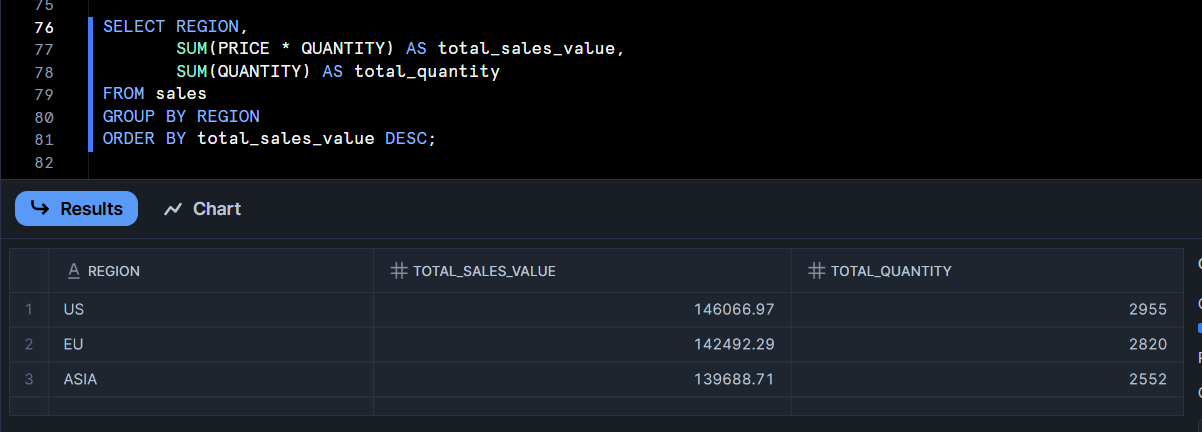 75
76 SELECT REGION,
77 SUM(PRICE * QUANTITY) AS total_sales_value,
78 SUM(QUANTITY) AS total_quantity
79 FROM sales
80 GROUP BY REGION
81 ORDER BY total_sales_value DESC;
82
Results Chart
A REGION # TOTAL_SALES_VALUE # TOTAL_QUANTITY
1 US 146066.97 2955
2 EU 142492.29 2820
3 ASIA 139688.71 2552